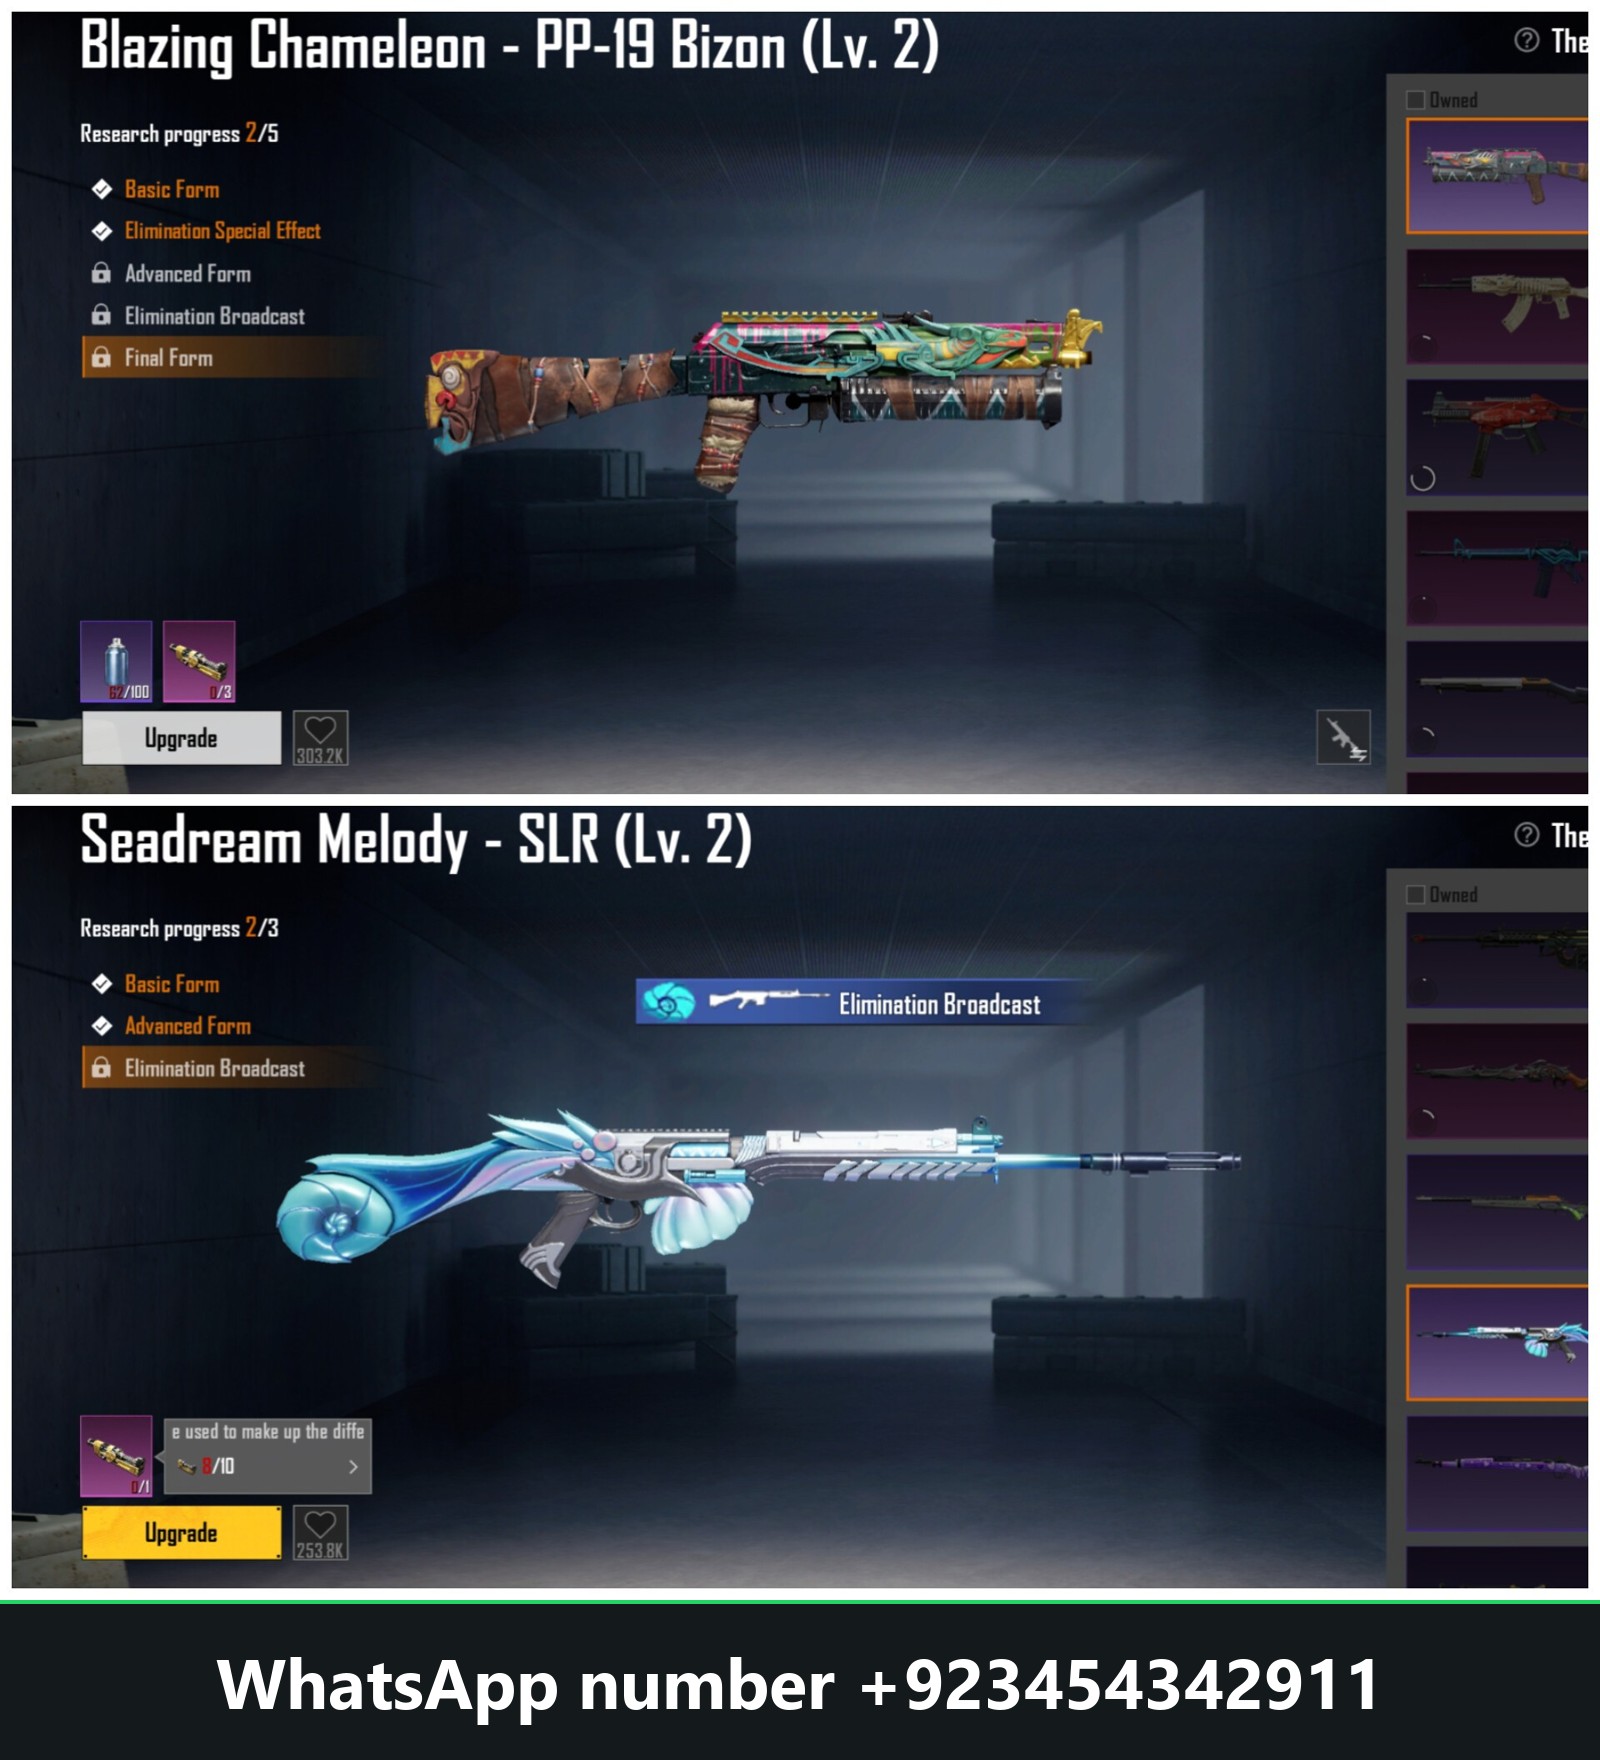 Blazing Chameleon - PP-19 Bizon (Lv. 2)
The
Research progress 2/5
Owned
Basic Form
Elimination Special Effect
Advanced Form
Elimination Broadcast
Final Form
62/100
0/3
Upgrade
303.2K
Seadream Melody - SLR (Lv. 2)
The
Research progress 2/3
Owned
Basic Form
Elimination Broadcast
Advanced Form
Elimination Broadcast
e used to make up the diffe
8/10
0/1
Upgrade
253.8K
WhatsApp number +923454342911